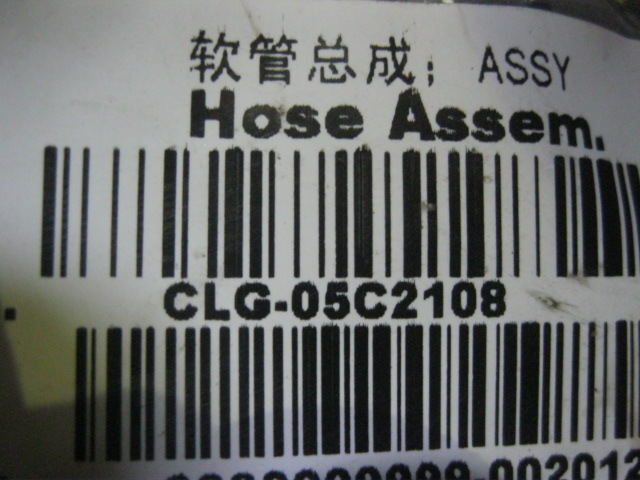 软管总成; ASSY
Hose Assem.
CLG-05C2108